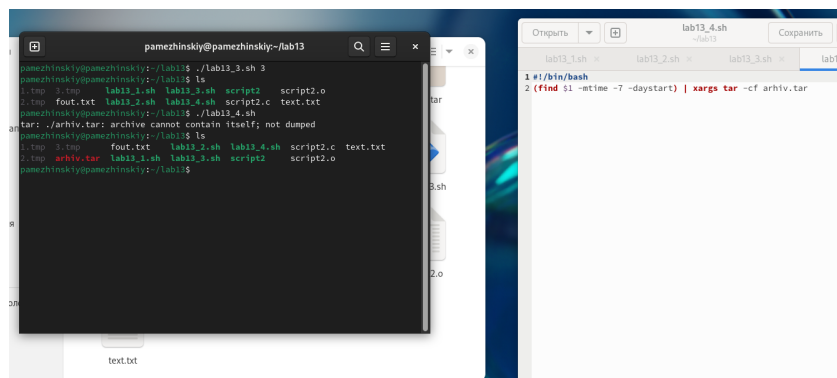 pamezhinskiy@pamezhinskiy:~/lab13
pamezhinskiy@pamezhinskiy:~/lab13$ ./lab13_3.sh 3
pamezhinskiy@pamezhinskiy:~/lab13$ ls
1.tmp 3.tmp lab13_1.sh lab13_3.sh script2 script2.o
2.tmp fout.txt lab13_2.sh lab13_4.sh script2.c text.txt
pamezhinskiy@pamezhinskiy:~/lab13$ ./lab13_4.sh
tar: ./arhiv.tar: archive cannot contain itself; not dumped
pamezhinskiy@pamezhinskiy:~/lab13$ ls
1.tmp 3.tmp fout.txt lab13_2.sh lab13_4.sh script2.c text.txt
2.tmp arhiv.tar lab13_1.sh lab13_3.sh script2 script2.o
pamezhinskiy@pamezhinskiy:~/lab13$
tar
3.sh
2.o
text.txt
Открыть
lab13_4.sh
~/lab13
Сохранить
lab13_1.sh lab13_2.sh lab13_3.sh lab1
1 #!/bin/bash
2 (find $1 -mtime -7 -daystart) | xargs tar -cf arhiv.tar